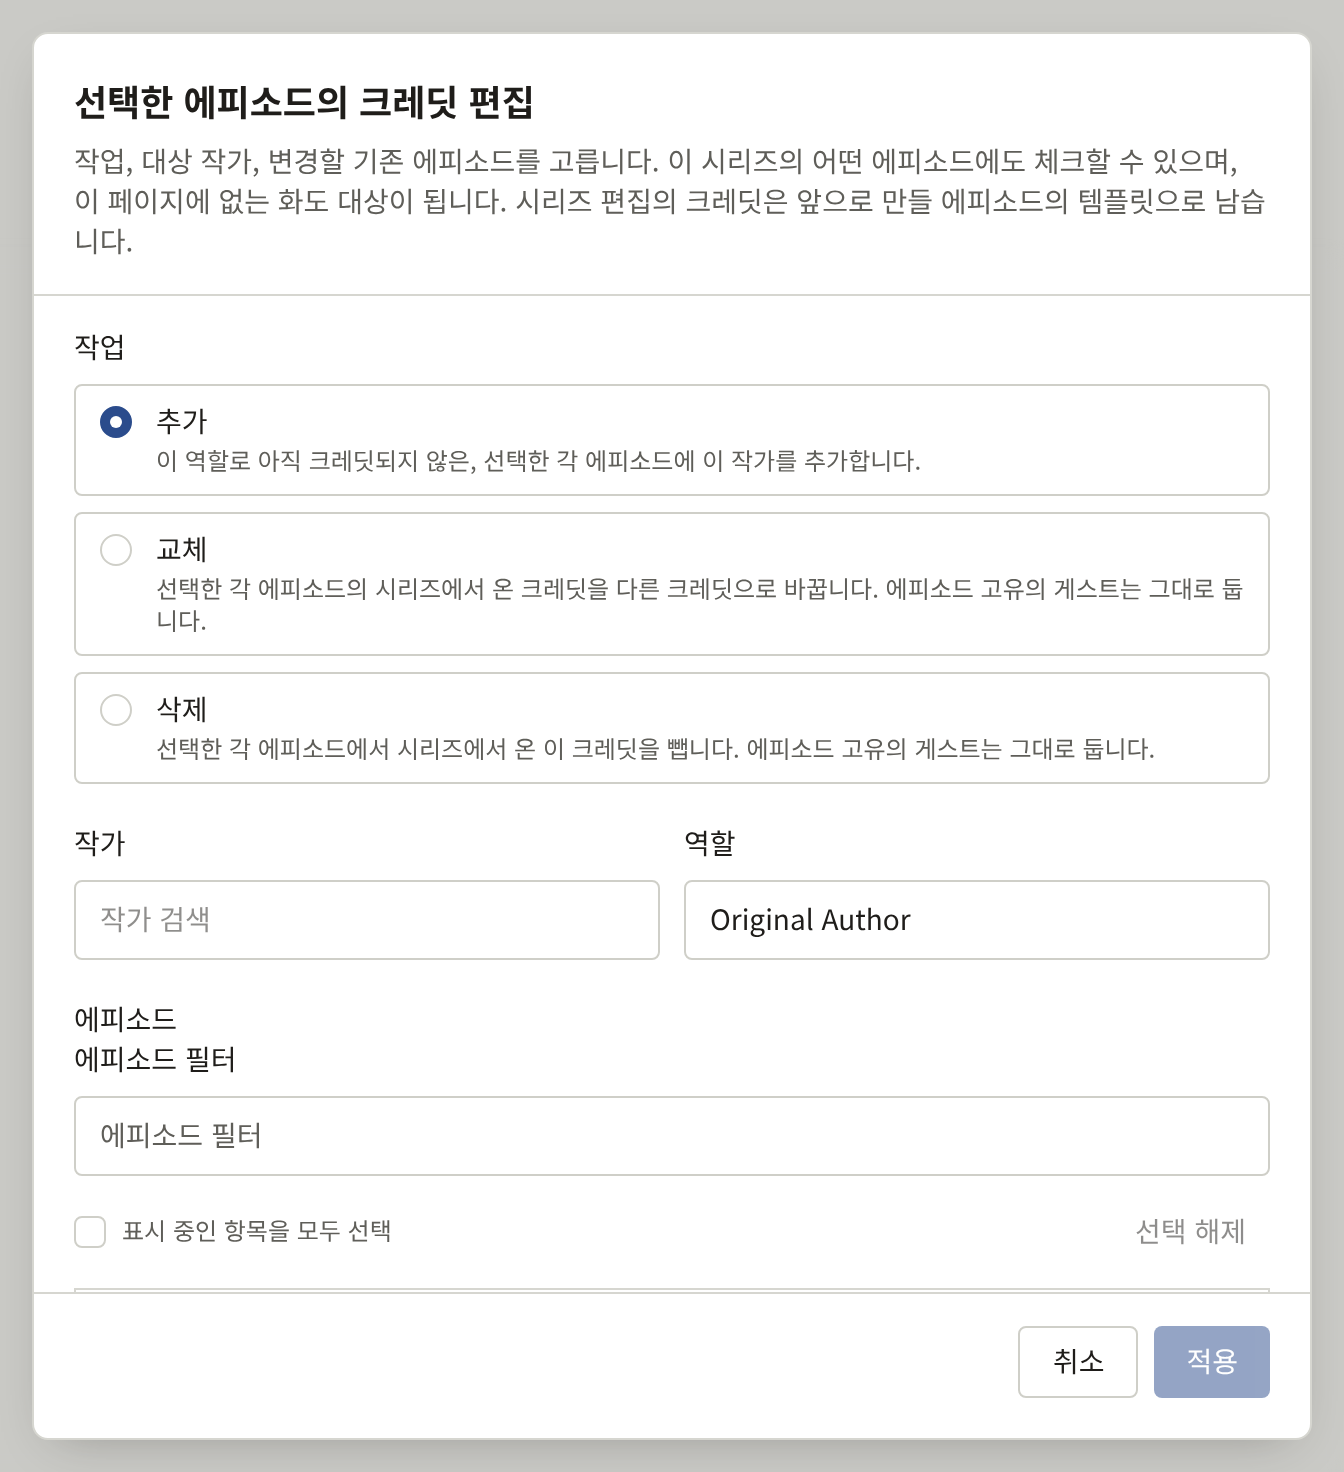 선택한 에피소드의 크레딧 편집
작업, 대상 작가, 변경할 기존 에피소드를 고릅니다. 이 시리즈의 어떤 에피소드에도 체크할 수 있으며,
이 페이지에 없는 화도 대상이 됩니다. 시리즈 편집의 크레딧은 앞으로 만들 에피소드의 템플릿으로 남습
니다.
작업
추가
이 역할로 아직 크레딧되지 않은, 선택한 각 에피소드에 이 작가를 추가합니다.
교체
선택한 각 에피소드의 시리즈에서 온 크레딧을 다른 크레딧으로 바꿉니다. 에피소드 고유의 게스트는 그대로 둡
니다.
삭제
선택한 각 에피소드에서 시리즈에서 온 이 크레딧을 뺍니다. 에피소드 고유의 게스트는 그대로 둡니다.
작가 역할
작가 검색 Original Author
에피소드
에피소드 필터
에피소드 필터
표시 중인 항목을 모두 선택 선택 해제
취소 적용